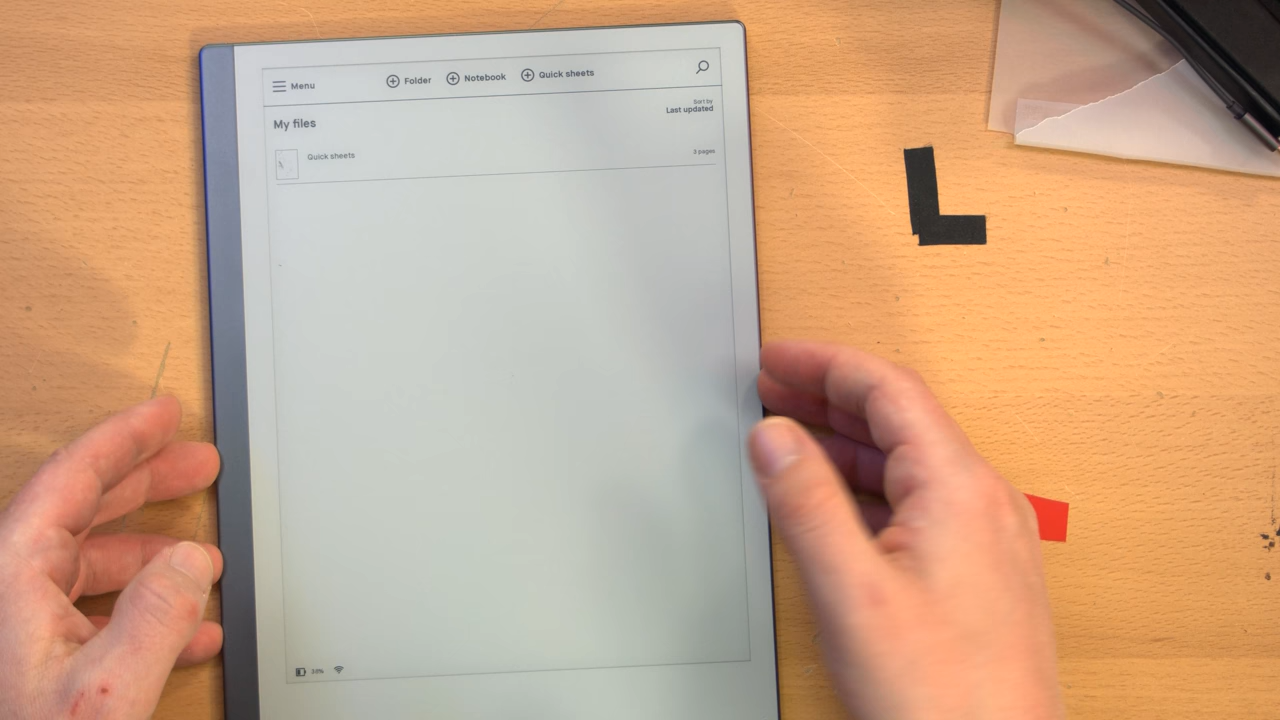 Menu
Folder Notebook Quick sheets
Sort by
Last updated
My files
Quick sheets
3 pages